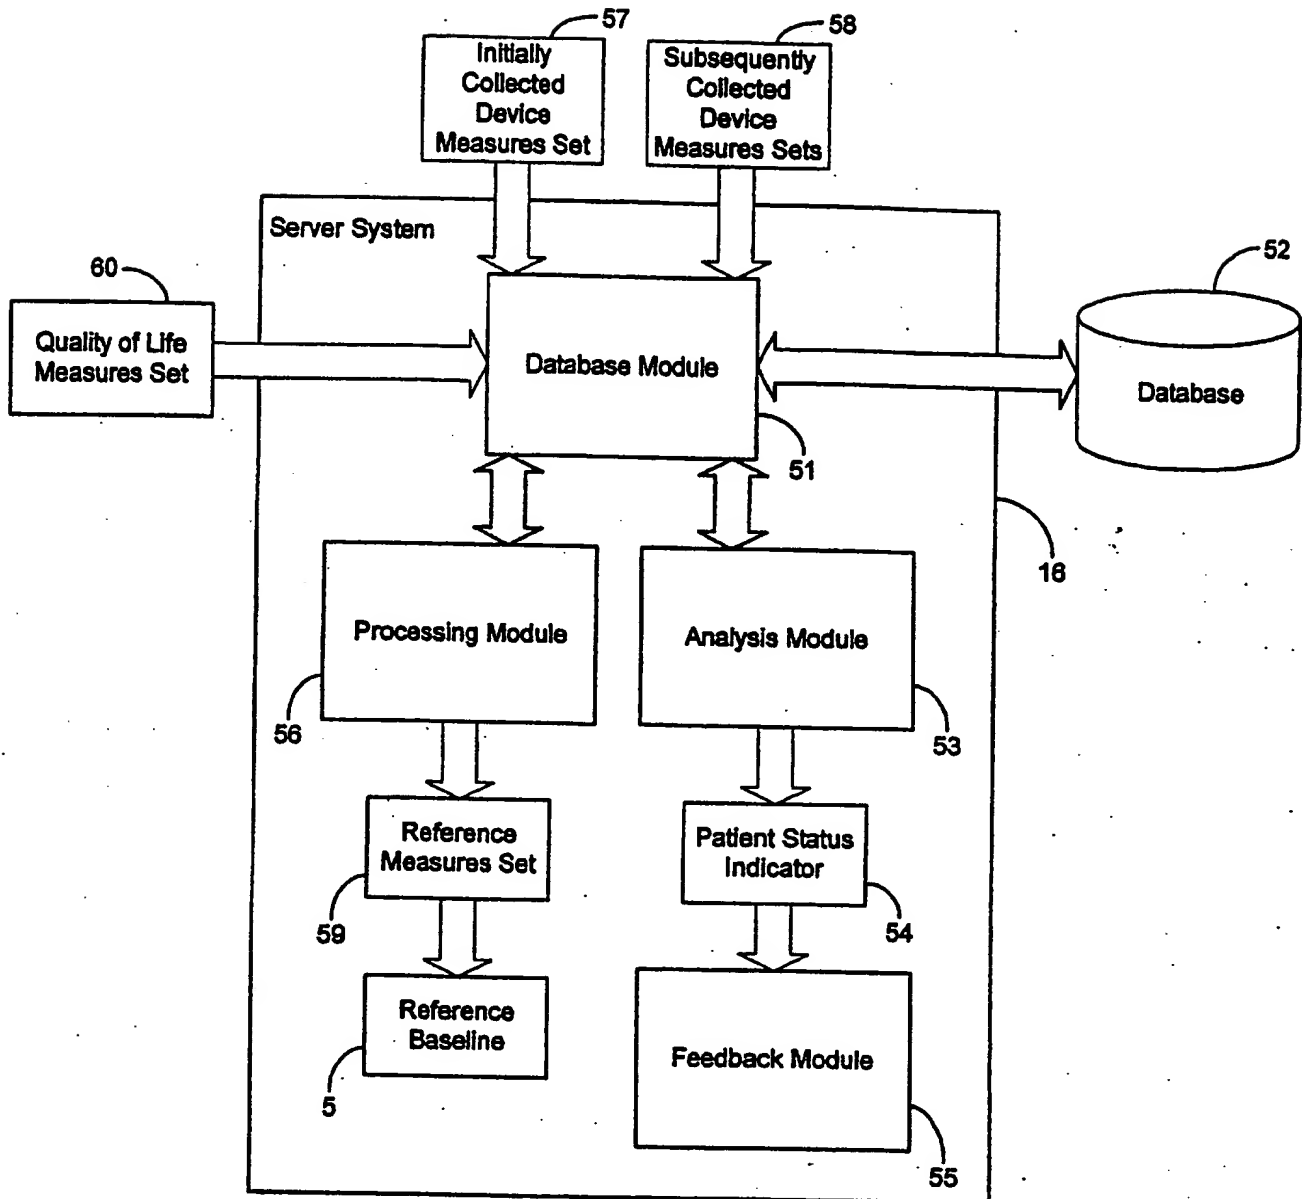 57
58
Initially
Collected
Device
Measures Set
Subsequently
Collected
Device
Measures Sets
Server System
60
52
Quality of Life
Measures Set
Database Module
Database
51
16
Processing Module
Analysis Module
56
53
Reference
Measures Set
Patient Status
Indicator
59
54
Reference
Baseline
Feedback Module
5
55